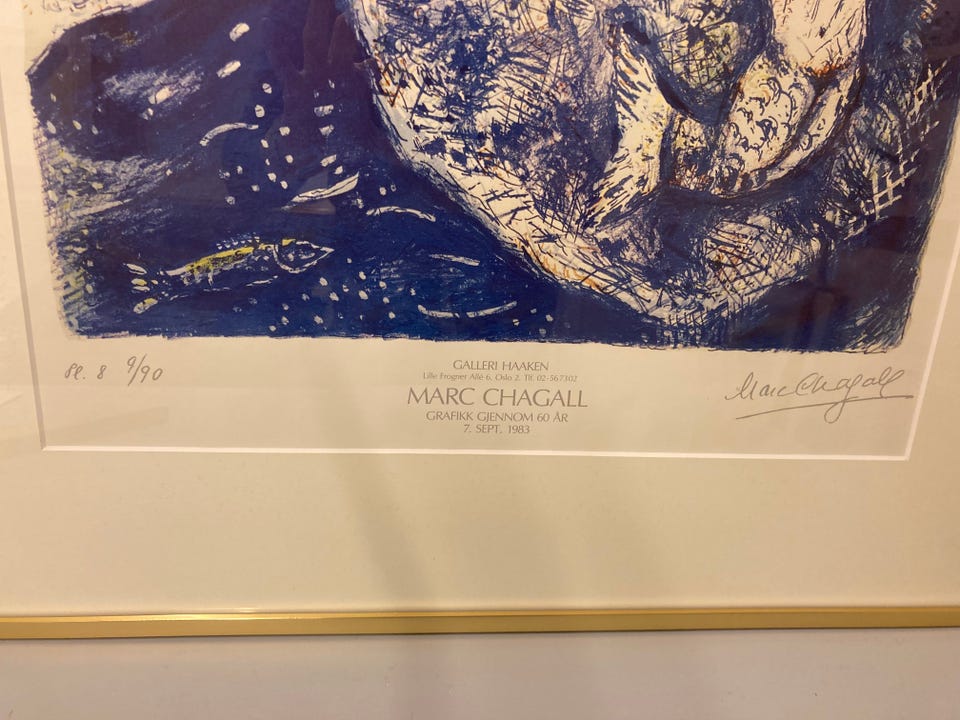 Pl. 8 9/90
GALLERI HAAKEN
Lille Frogner Allé 6, Oslo 2. Tlf. 02-567302
MARC CHAGALL
GRAFIKK GJENNOM 60 ÅR
7. SEPT. 1983
Marc Chagall